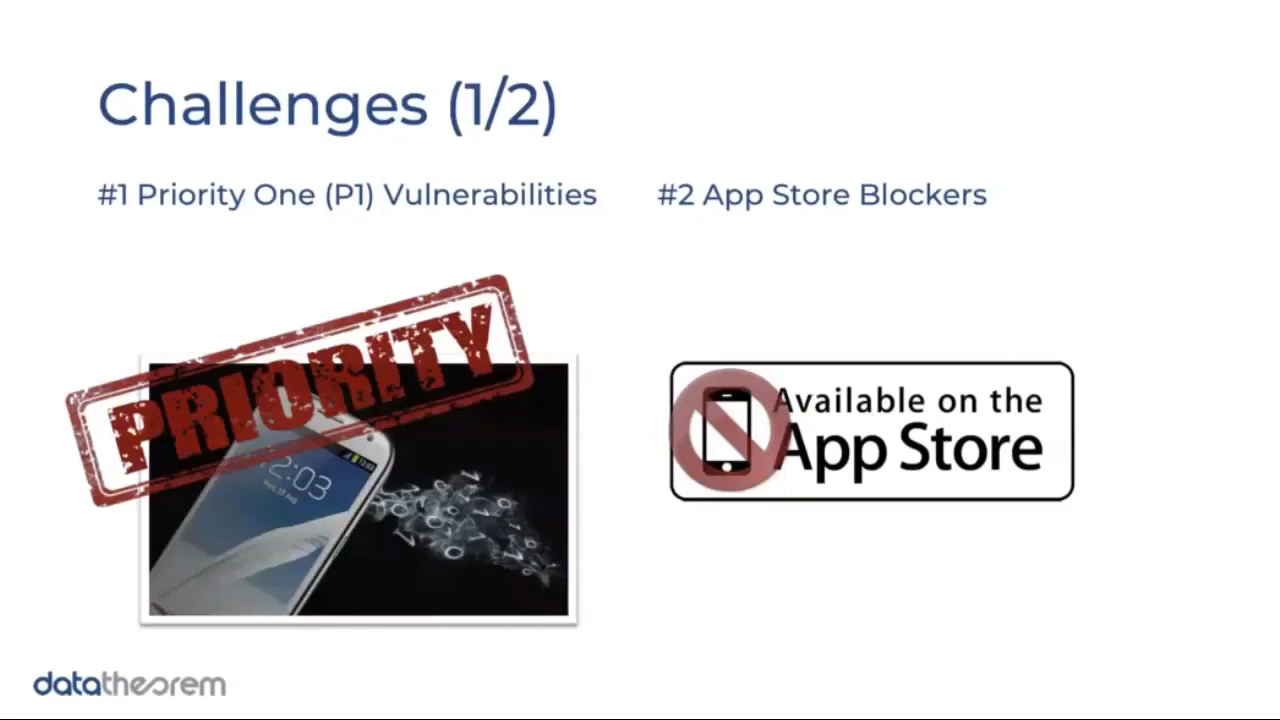 Challenges (1/2)
#1 Priority One (P1) Vulnerabilities
#2 App Store Blockers
PRIORITY
2:03
Available on the
App Store
datatheorem